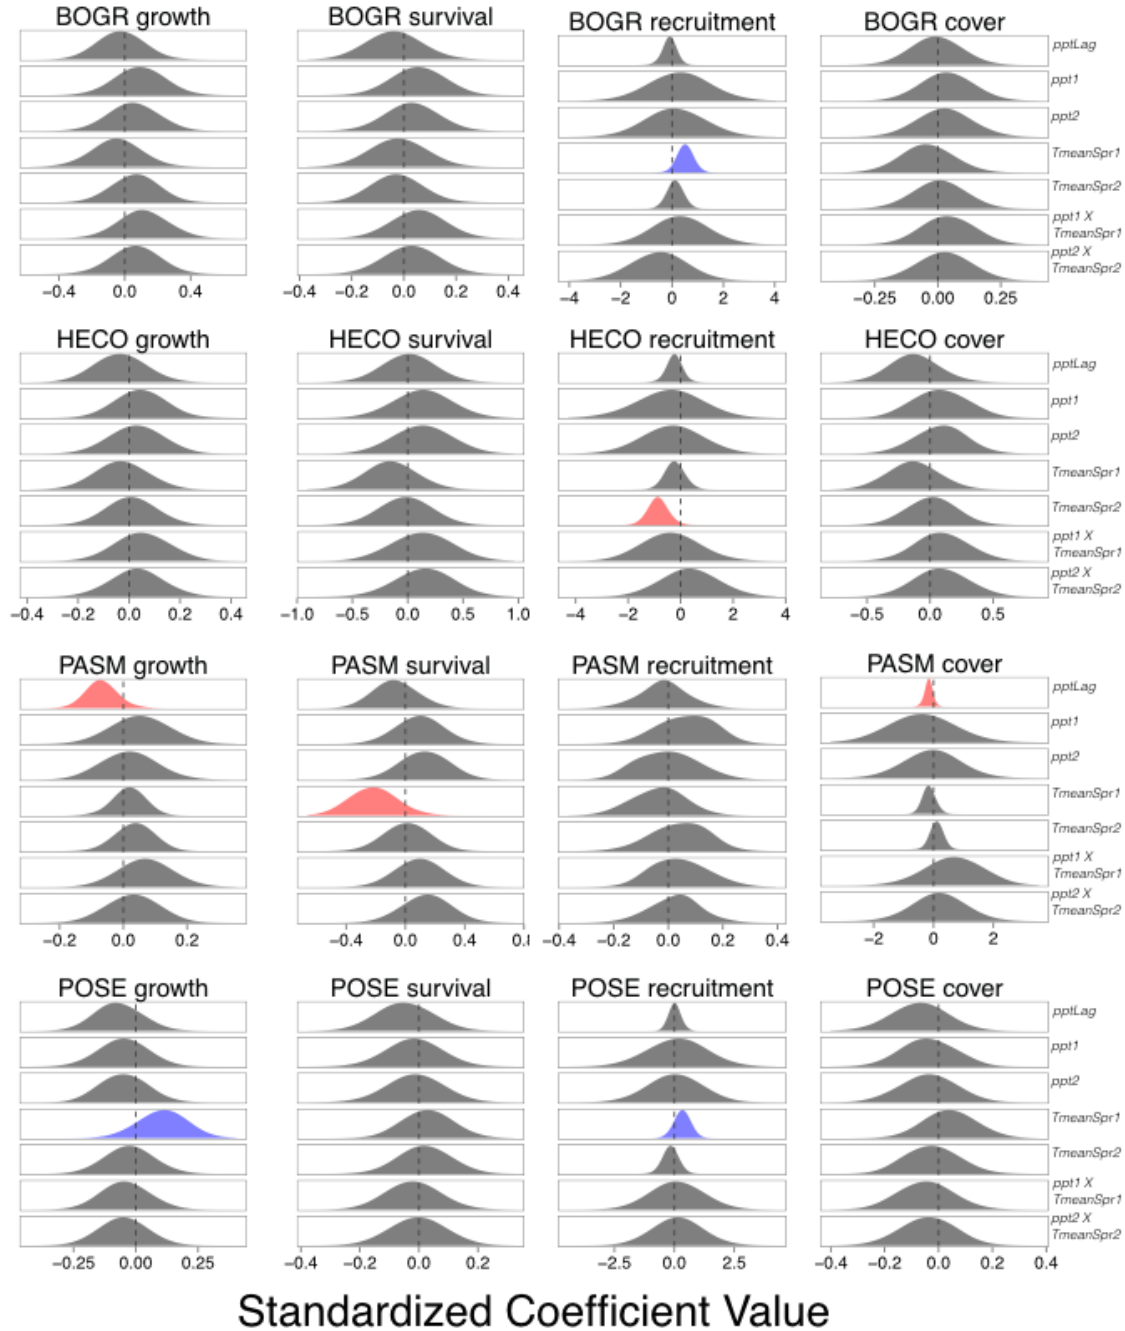 BOGR growth BOGR survival BOGR recruitment BOGR cover
pptLag
ppt1
ppt2
TmeanSpr1
TmeanSpr2
ppt1 X
TmeanSpr1
ppt2 X
TmeanSpr2
−0.4 0.0 0.4 −0.4 −0.2 0.0 0.2 0.4 −4 −2 0 2 4 −0.25 0.00 0.25
HECO growth HECO survival HECO recruitment HECO cover
pptLag
ppt1
ppt2
TmeanSpr1
TmeanSpr2
ppt1 X
TmeanSpr1
ppt2 X
TmeanSpr2
−0.4 −0.2 0.0 0.2 0.4 −1.0 −0.5 0.0 0.5 1.0 −4 −2 0 2 4 −0.5 0.0 0.5
PASM growth PASM survival PASM recruitment PASM cover
pptLag
ppt1
ppt2
TmeanSpr1
TmeanSpr2
ppt1 X
TmeanSpr1
ppt2 X
TmeanSpr2
−0.2 0.0 0.2 −0.4 0.0 0.4 −0.4 −0.2 0.0 0.2 0.4 −2 0 2
POSE growth POSE survival POSE recruitment POSE cover
pptLag
ppt1
ppt2
TmeanSpr1
TmeanSpr2
ppt1 X
TmeanSpr1
ppt2 X
TmeanSpr2
−0.25 0.00 0.25 −0.4 −0.2 0.0 0.2 −2.5 0.0 2.5 −0.4 −0.2 0.0 0.2 0.4
Standardized Coefficient Value